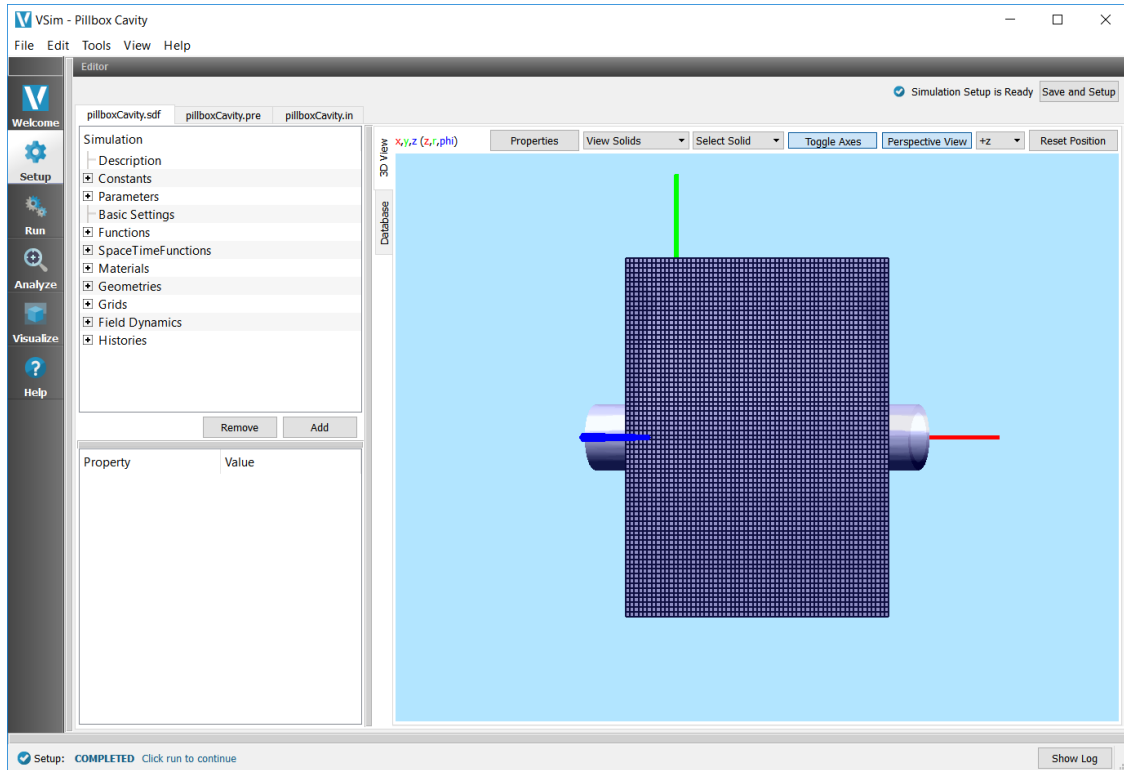 VSim - Pillbox Cavity
File Edit Tools View Help
Editor
Simulation Setup is Ready Save and Setup
Welcome
Setup
Run
Analyze
Visualize
Help
pillboxCavity.sdf pillboxCavity.pre pillboxCavity.in
Simulation
Description
Constants
Parameters
Basic Settings
Functions
SpaceTimeFunctions
Materials
Geometries
Grids
Field Dynamics
Histories
Remove Add
Property Value
3D View
Database
x,y,z (z,r,phi) Properties View Solids Select Solid Toggle Axes Perspective View +z Reset Position
Setup: COMPLETED Click run to continue Show Log